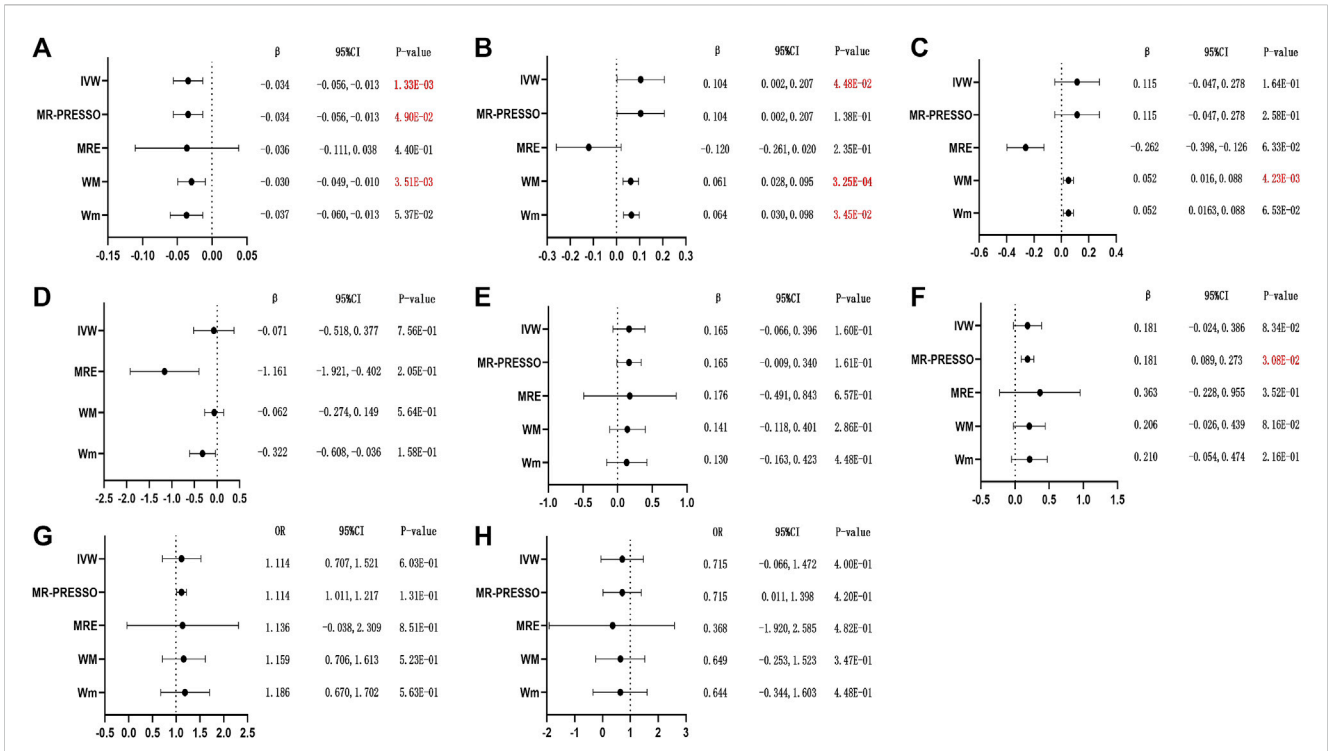 A
β 95%CI P-value
IVW -0.034 -0.056,-0.013 1.33E-03
MR-PRESSO -0.034 -0.056,-0.013 4.90E-02
MRE -0.036 -0.111,0.038 4.40E-01
WM -0.030 -0.049,-0.010 3.51E-03
Wm -0.037 -0.060,-0.013 5.37E-02
-0.15 -0.10 -0.05 0.00 0.05
B
β 95%CI P-value
IVW 0.104 0.002,0.207 4.48E-02
MR-PRESSO 0.104 0.002,0.207 1.38E-01
MRE -0.120 -0.261,0.020 2.35E-01
WM 0.061 0.028,0.095 3.25E-04
Wm 0.064 0.030,0.098 3.45E-02
-0.3 -0.2 -0.1 0.0 0.1 0.2 0.3
C
β 95%CI P-value
IVW 0.115 -0.047,0.278 1.64E-01
MR-PRESSO 0.115 -0.047,0.278 2.58E-01
MRE -0.262 -0.398,-0.126 6.33E-02
WM 0.052 0.016,0.088 4.23E-03
Wm 0.052 0.0163,0.088 6.53E-02
-0.6 -0.4 -0.2 0.0 0.2 0.4
D
β 95%CI P-value
IVW -0.071 -0.518,0.377 7.56E-01
MRE -1.161 -1.921,-0.402 2.05E-01
WM -0.062 -0.274,0.149 5.64E-01
Wm -0.322 -0.608,-0.036 1.58E-01
-2.5 -2.0 -1.5 -1.0 -0.5 0.0 0.5
E
β 95%CI P-value
IVW 0.165 -0.066,0.396 1.60E-01
MR-PRESSO 0.165 -0.009,0.340 1.61E-01
MRE 0.176 -0.491,0.843 6.57E-01
WM 0.141 -0.118,0.401 2.86E-01
Wm 0.130 -0.163,0.423 4.48E-01
-1.0 -0.5 0.0 0.5 1.0
F
β 95%CI P-value
IVW 0.181 -0.024,0.386 8.34E-02
MR-PRESSO 0.181 0.089,0.273 3.08E-02
MRE 0.363 -0.228,0.955 3.52E-01
WM 0.206 -0.026,0.439 8.16E-02
Wm 0.210 -0.054,0.474 2.16E-01
-0.5 0.0 0.5 1.0 1.5
G
OR 95%CI P-value
IVW 1.114 0.707,1.521 6.03E-01
MR-PRESSO 1.114 1.011,1.217 1.31E-01
MRE 1.136 -0.038,2.309 8.51E-01
WM 1.159 0.706,1.613 5.23E-01
Wm 1.186 0.670,1.702 5.63E-01
-0.5 0.0 0.5 1.0 1.5 2.0 2.5
H
OR 95%CI P-value
IVW 0.715 -0.066,1.472 4.00E-01
MR-PRESSO 0.715 0.011,1.398 4.20E-01
MRE 0.368 -1.920,2.585 4.82E-01
WM 0.649 -0.253,1.523 3.47E-01
Wm 0.644 -0.344,1.603 4.48E-01
-2 -1 0 1 2 3